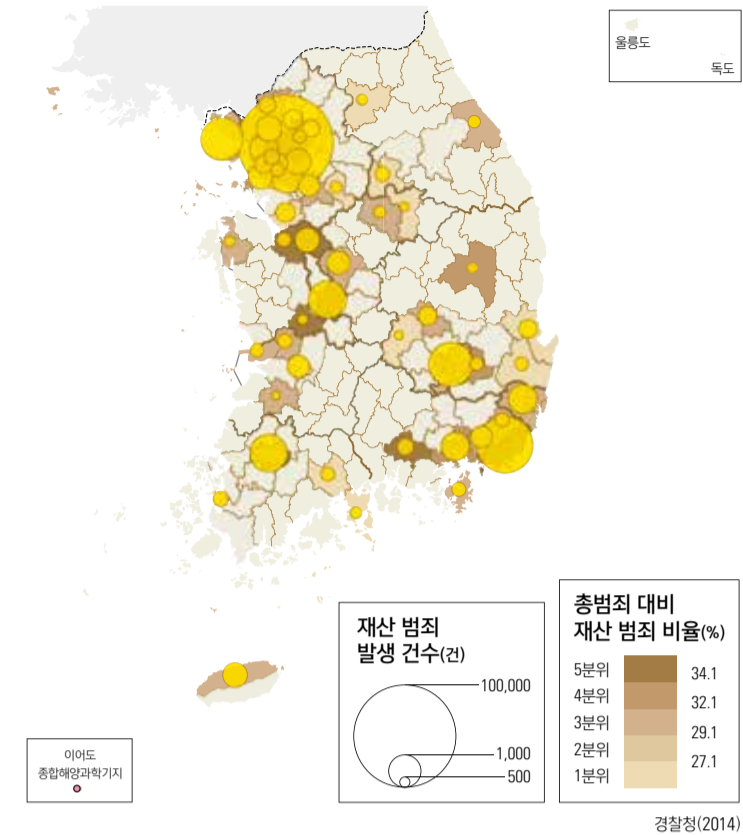 울릉도
독도
재산 범죄
발생 건수(건)
100,000
1,000
500
총범죄 대비
재산 범죄 비율(%)
5분위
34.1
4분위
32.1
3분위
29.1
2분위
27.1
1분위
이어도
종합해양과학기지
경찰청(2014)